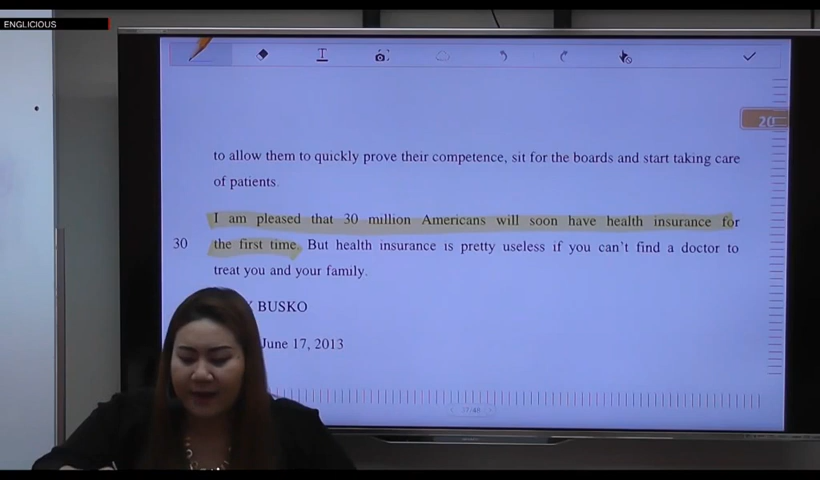 ENGLICIOUS
20
to allow them to quickly prove their competence, sit for the boards and start taking care
of patients.
I am pleased that 30 million Americans will soon have health insurance for
30 the first time. But health insurance is pretty useless if you can't find a doctor to
treat you and your family.
BUSKO
June 17, 2013